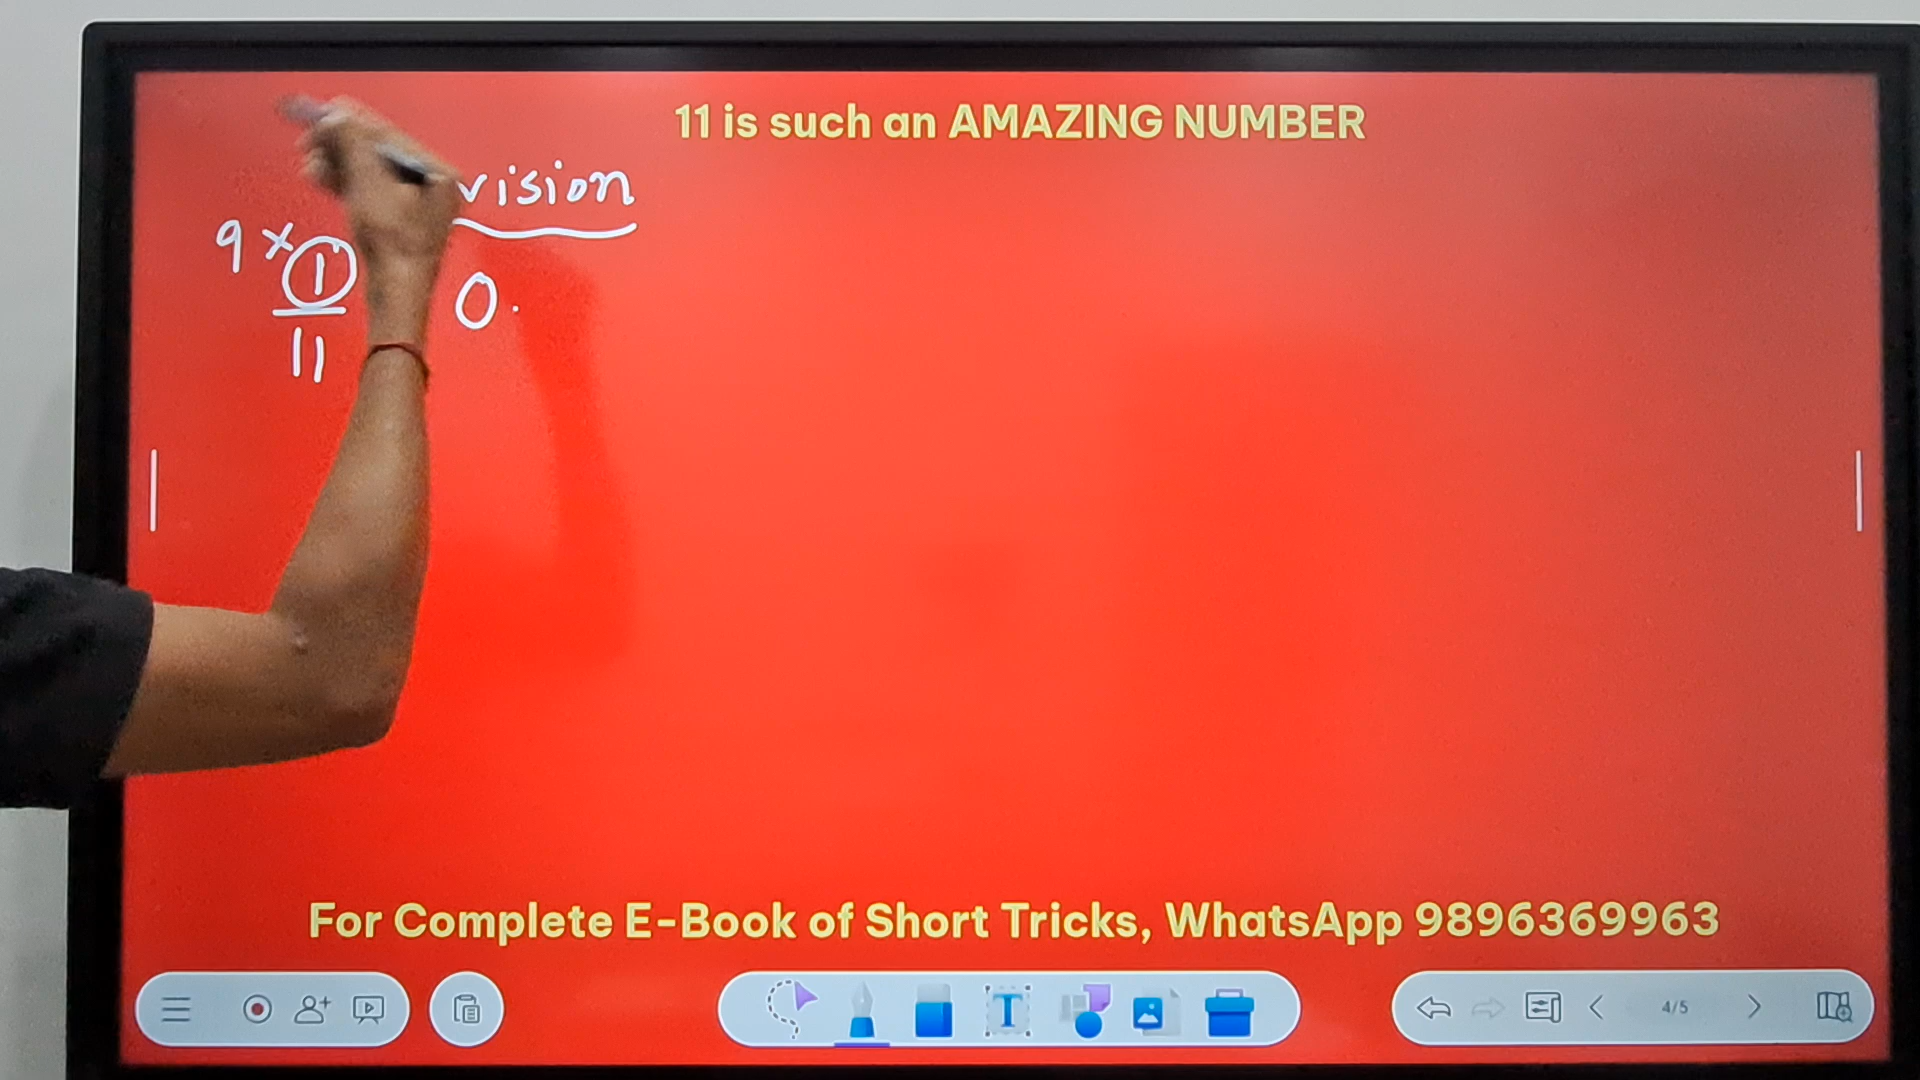 11 is such an AMAZING NUMBER
vision
9 × 1
11
0.
For Complete E-Book of Short Tricks, WhatsApp 9896369963
T
4/5